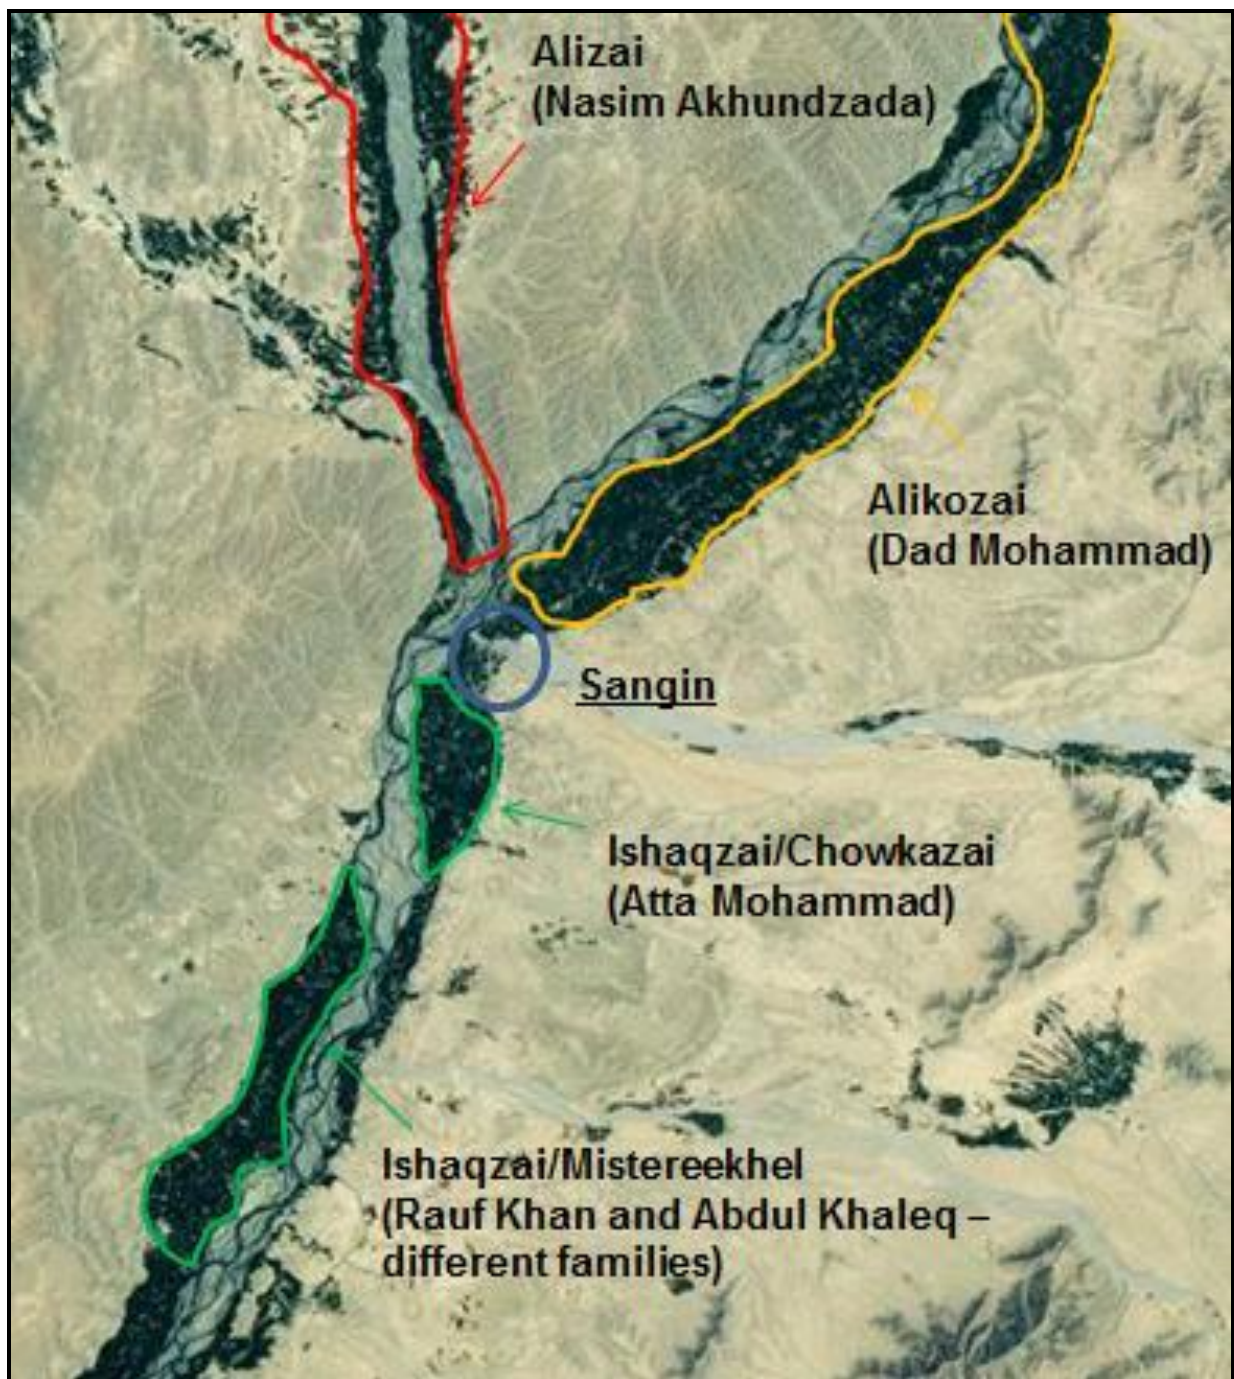 Alizai
(Nasim Akhundzada)
Alikozai
(Dad Mohammad)
Sangin
Ishaqzai/Chowkazai
(Atta Mohammad)
Ishaqzai/Mistereekhel
(Rauf Khan and Abdul Khaleq –
different families)